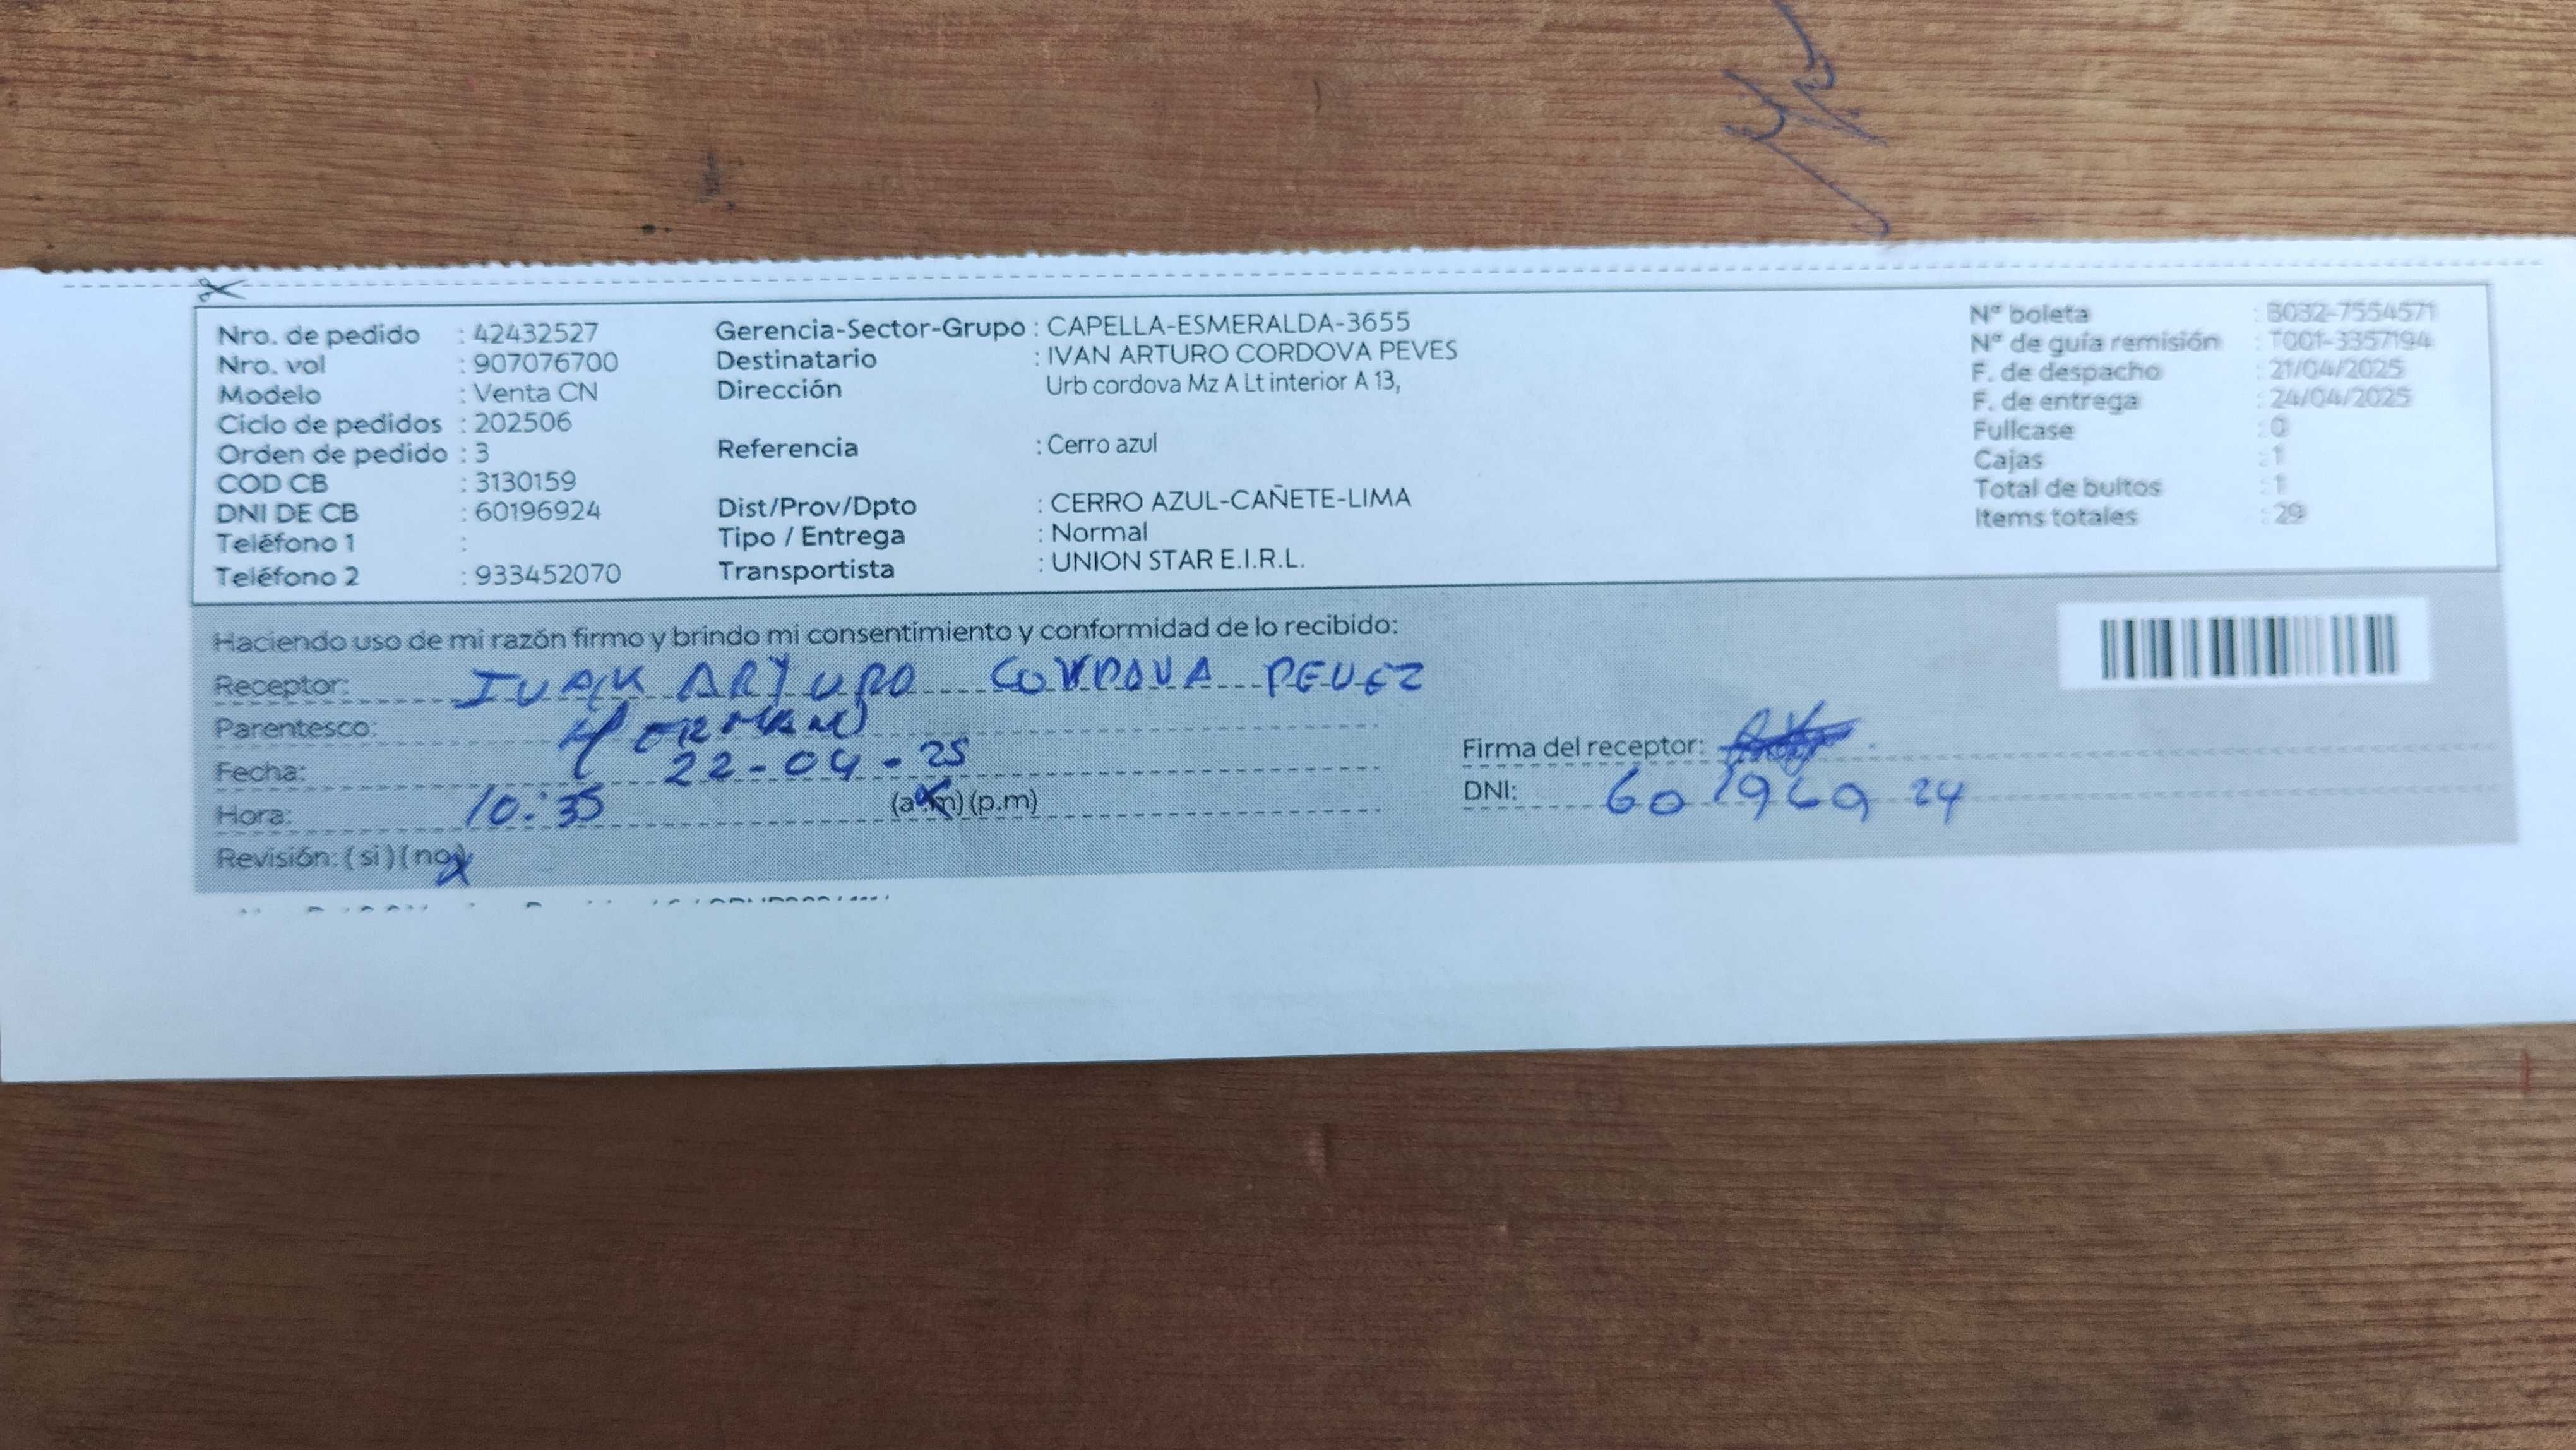 Nro. de pedido : 42432527
Nro. vol : 907076700
Modelo : Venta CN
Ciclo de pedidos : 202506
Orden de pedido : 3
COD CB : 3130159
DNI DE CB : 60196924
Teléfono 1 :
Teléfono 2 : 933452070
Gerencia-Sector-Grupo : CAPELLA-ESMERALDA-3655
Destinatario : IVAN ARTURO CORDOVA PEVES
Dirección Urb cordova Mz A Lt interior A 13,
Referencia : Cerro azul
Dist/Prov/Dpto : CERRO AZUL-CAÑETE-LIMA
Tipo / Entrega : Normal
Transportista : UNION STAR E.I.R.L.
Nº boleta : B032-7554571
Nº de guía remisión : T001-3357194
F. de despacho : 21/04/2025
F. de entrega : 24/04/2025
Fullcase : 0
Cajas : 1
Total de bultos : 1
Items totales : 29
Haciendo uso de mi razón firmo y brindo mi consentimiento y conformidad de lo recibido:
Receptor: ARTURO CORDOVA PEVEZ
Parentesco:
Fecha: 22-04-25
Hora: 10:35 (a.m) (p.m)
Revisión: (si) (no)
Firma del receptor:
DNI: 60196924